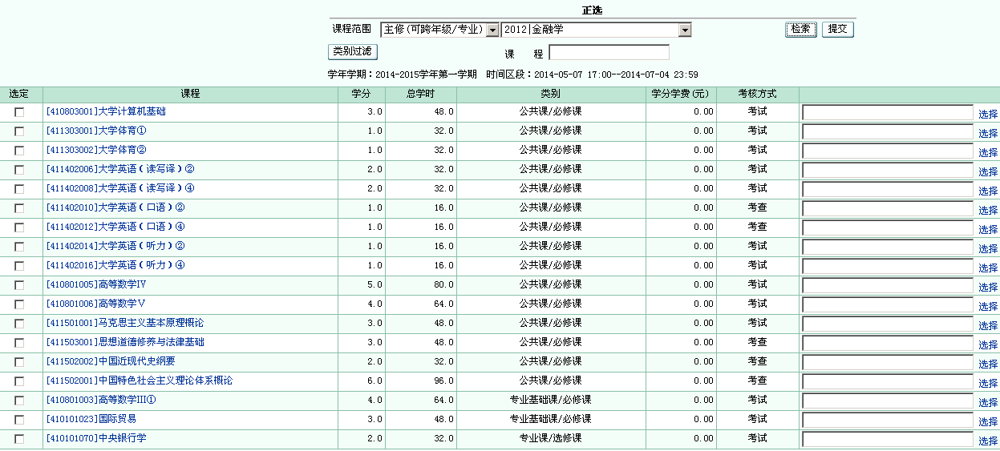 正选
课程范围 主修(可跨年级/专业) 2012|金融学 检索 提交
类别过滤 课 程
学年学期：2014-2015学年第一学期 时间区段：2014-05-07 17:00--2014-07-04 23:59
选定 课程 学分 总学时 类别 学分学费(元) 考核方式
[410803001]大学计算机基础 3.0 48.0 公共课/必修课 0.00 考试 选择
[411303001]大学体育① 1.0 32.0 公共课/必修课 0.00 考试 选择
[411303002]大学体育② 1.0 32.0 公共课/必修课 0.00 考试 选择
[411402006]大学英语(读写译)② 2.0 32.0 公共课/必修课 0.00 考试 选择
[411402008]大学英语(读写译)④ 2.0 32.0 公共课/必修课 0.00 考试 选择
[411402010]大学英语(口语)② 1.0 16.0 公共课/必修课 0.00 考查 选择
[411402012]大学英语(口语)④ 1.0 16.0 公共课/必修课 0.00 考查 选择
[411402014]大学英语(听力)② 1.0 16.0 公共课/必修课 0.00 考试 选择
[411402016]大学英语(听力)④ 1.0 16.0 公共课/必修课 0.00 考试 选择
[410801005]高等数学Ⅳ 5.0 80.0 公共课/必修课 0.00 考试 选择
[410801006]高等数学Ⅴ 4.0 64.0 公共课/必修课 0.00 考试 选择
[411501001]马克思主义基本原理概论 3.0 48.0 公共课/必修课 0.00 考试 选择
[411503001]思想道德修养与法律基础 3.0 48.0 公共课/必修课 0.00 考查 选择
[411502002]中国近现代史纲要 2.0 32.0 公共课/必修课 0.00 考查 选择
[411502001]中国特色社会主义理论体系概论 6.0 96.0 公共课/必修课 0.00 考查 选择
[410801003]高等数学III① 4.0 64.0 专业基础课/必修课 0.00 考试 选择
[410101023]国际贸易 3.0 48.0 专业基础课/必修课 0.00 考试 选择
[410101070]中央银行学 2.0 32.0 专业课/选修课 0.00 考试 选择